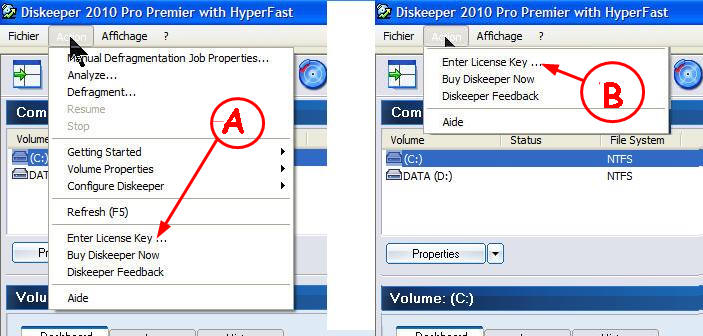 Diskeeper 2010 Pro Premier with HyperFast
Fichier Action Affichage ?
Manual Defragmentation Job Properties...
Analyze...
Defragment...
Resume
Stop
Getting Started
Volume Properties
Configure Diskeeper
Refresh (F5)
Enter License Key ...
Buy Diskeeper Now
Diskeeper Feedback
Aide
A
Com
Volume
(C:)
DAT
Pr
Volu
Dashboard
Diskeeper 2010 Pro Premier with HyperFast
Fichier Action Affichage ?
Enter License Key ...
Buy Diskeeper Now
Diskeeper Feedback
Aide
B
Com
Volume Status File System
(C:) NTFS
DATA (D:) NTFS
Properties
Volume: (C:)
Dashboard